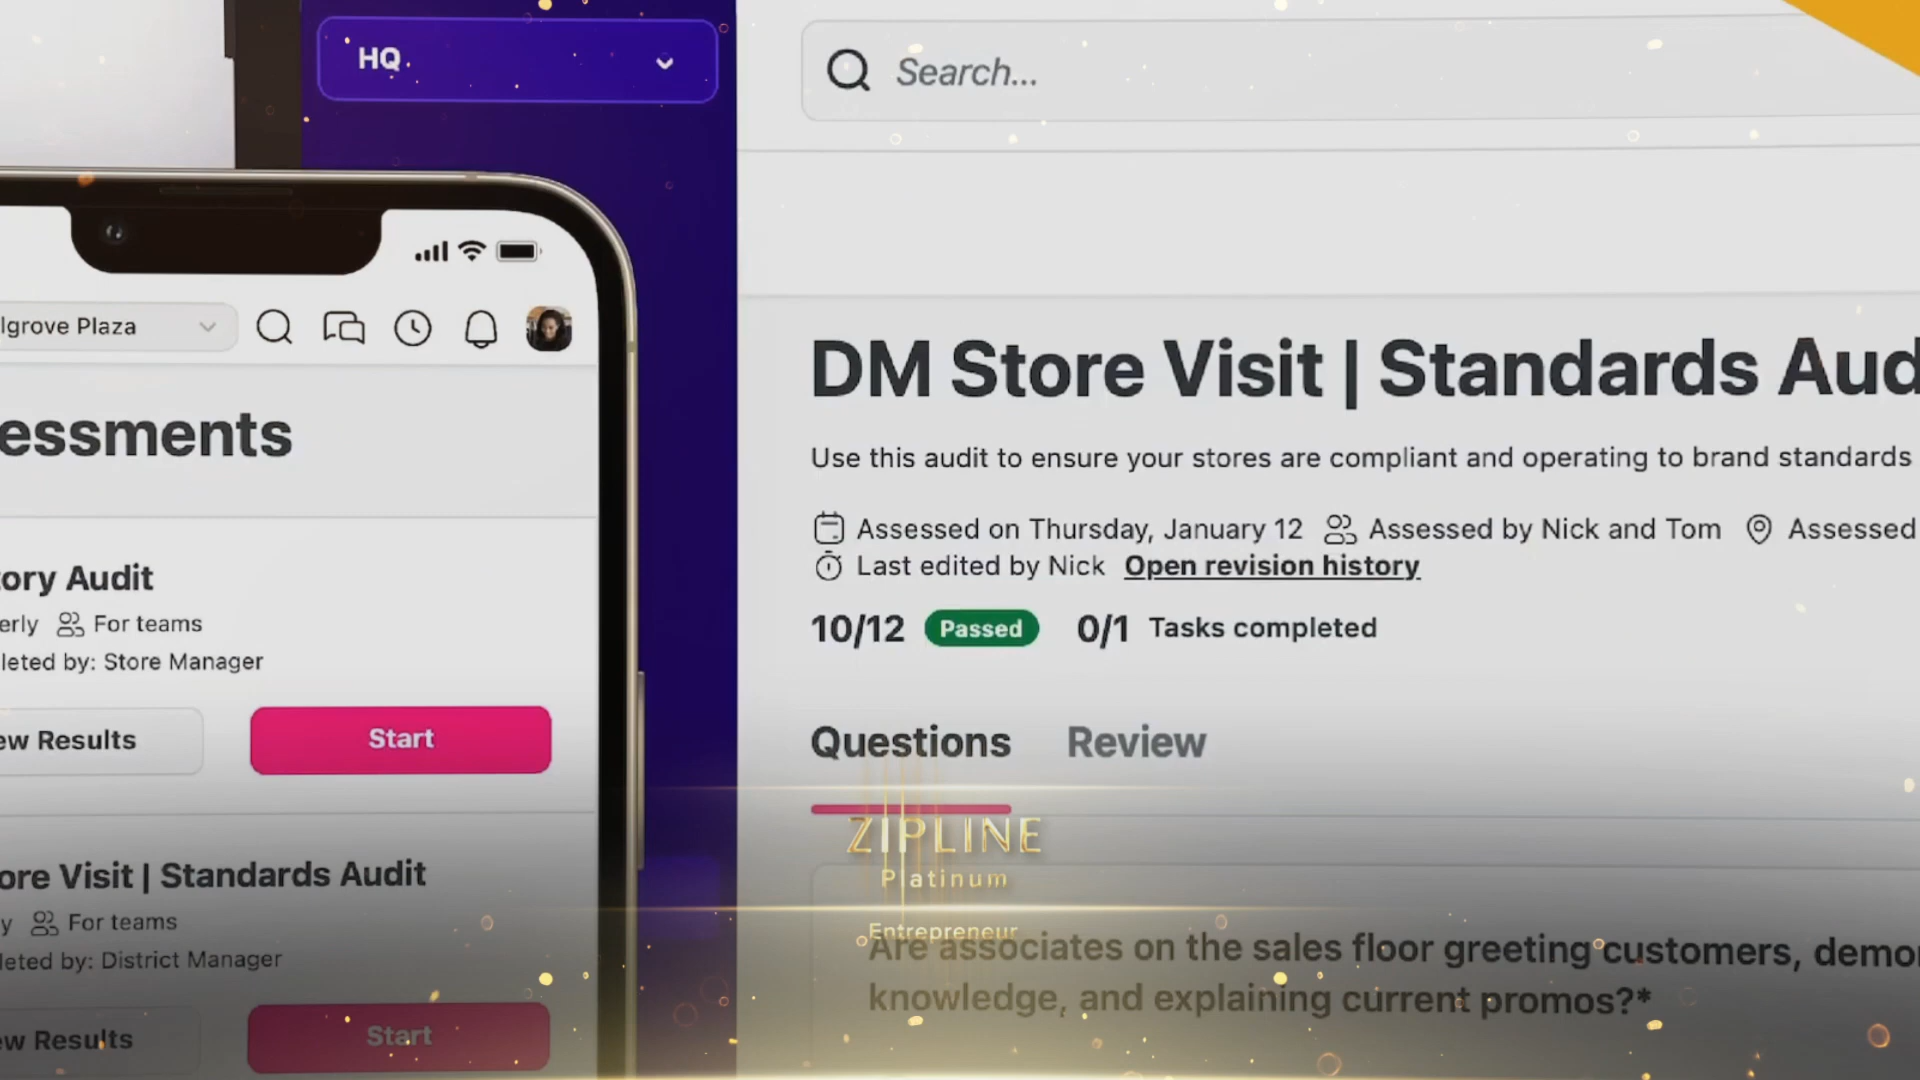 HQ
Search...
lgrove Plaza
essments
ory Audit
erly For teams
leted by: Store Manager
ew Results
Start
ore Visit | Standards Audit
y For teams
leted by: District Manager
ew Results
Start
DM Store Visit | Standards Aud
Use this audit to ensure your stores are compliant and operating to brand standards
Assessed on Thursday, January 12 Assessed by Nick and Tom Assessed
Last edited by Nick Open revision history
10/12 Passed 0/1 Tasks completed
Questions Review
ZIPLINE
Platinum
Entrepreneur
Are associates on the sales floor greeting customers, demo
knowledge, and explaining current promos?*